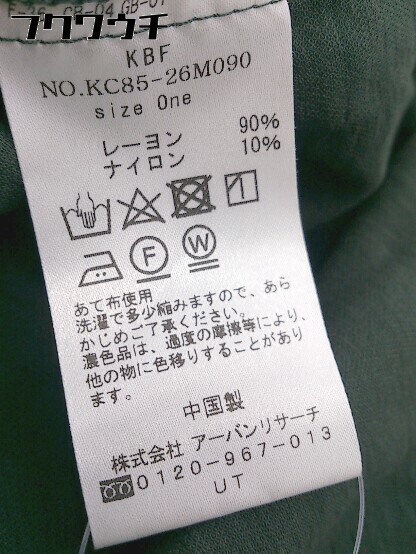 フクウウチ
KBF
NO.KC85-26M090
size One
レーヨン 90%
ナイロン 10%
F W
あて布使用
洗濯で多少縮みますので、あら
かじめご了承ください。
濃色品は、過度の摩擦等により、
他の物に色移りすることがあり
ます。
中国製
株式会社 アーバンリサーチ
0120-967-013
UT